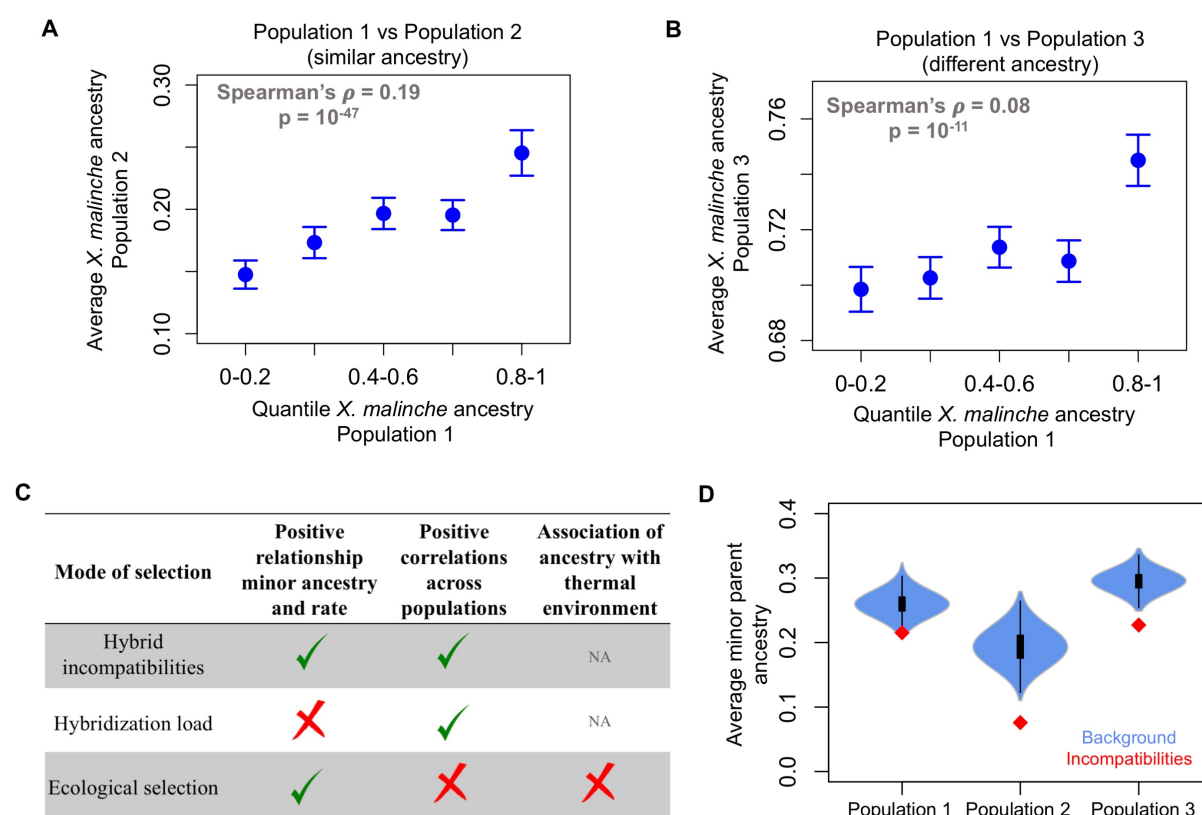 A
Population 1 vs Population 2
(similar ancestry)
Spearman's ρ = 0.19
p = 10⁻⁴⁷
Average X. malinche ancestry
Population 2
0.30
0.20
0.10
0-0.2
0.4-0.6
0.8-1
Quantile X. malinche ancestry
Population 1
B
Population 1 vs Population 3
(different ancestry)
Spearman's ρ = 0.08
p = 10⁻¹¹
Average X. malinche ancestry
Population 3
0.76
0.72
0.68
0-0.2
0.4-0.6
0.8-1
Quantile X. malinche ancestry
Population 1
C
Mode of selection
Positive
relationship
minor ancestry
and rate
Positive
correlations
across
populations
Association of
ancestry with
thermal
environment
Hybrid
incompatibilities
NA
Hybridization load
NA
Ecological selection
D
Average minor parent
ancestry
0.4
0.3
0.2
0.1
0.0
Background
Incompatibilities
Population 1
Population 2
Population 3